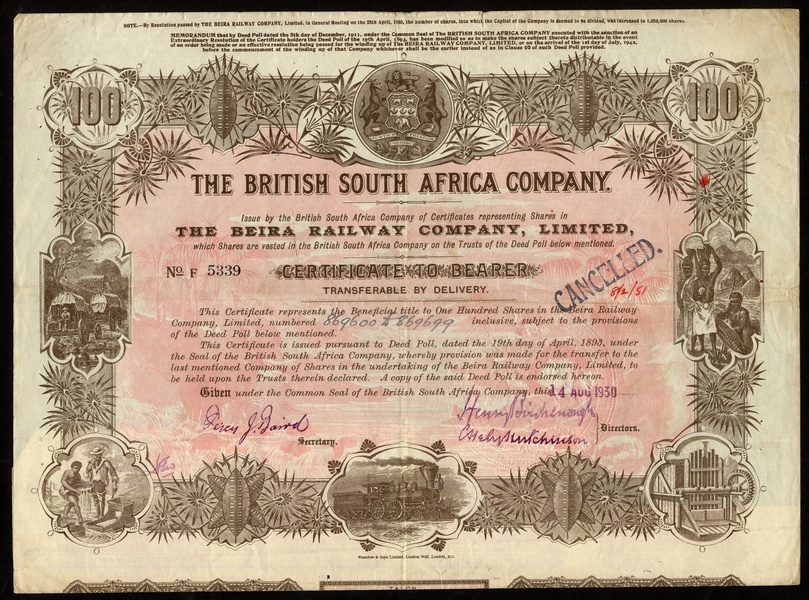 NOTE.—By Resolution passed by THE BEIRA RAILWAY COMPANY, Limited, in General Meeting on the 28th April, 1930, the number of shares, into which the Capital of the Company is deemed to be divided, was increased to 1,088,000 shares.
MEMORANDUM that by Deed Poll dated the 8th day of December, 1911, under the Common Seal of The BRITISH SOUTH AFRICA COMPANY executed with the sanction of an
Extraordinary Resolution of the Certificate holders the Deed Poll of the 19th April, 1893, has been modified so as to make the shares subject thereto distributable in the event
of an order being made or an effective resolution being passed for the winding up of The BEIRA RAILWAY COMPANY, LIMITED, or on the arrival of the 1st day of July, 1942,
before the commencement of the winding up of that Company whichever shall be the earlier instead of as in Clause 20 of such Deed Poll provided.
100 100
THE BRITISH SOUTH AFRICA COMPANY.
Issue by the British South Africa Company of Certificates representing Shares in
THE BEIRA RAILWAY COMPANY, LIMITED,
which Shares are vested in the British South Africa Company on the Trusts of the Deed Poll below mentioned.
No F 5339 CERTIFICATE TO BEARER
CANCELLED.
8/2/51
TRANSFERABLE BY DELIVERY.
This Certificate represents the Beneficial title to One Hundred Shares in the Beira Railway
Company, Limited, numbered 869600 to 869699 inclusive, subject to the provisions
of the Deed Poll below mentioned.
This Certificate is issued pursuant to Deed Poll, dated the 19th day of April, 1893, under
the Seal of the British South Africa Company, whereby provision was made for the transfer to the
last mentioned Company of Shares in the undertaking of the Beira Railway Company, Limited, to
be held upon the Trusts therein declared. A copy of the said Deed Poll is endorsed hereon.
Given under the Common Seal of the British South Africa Company, this 14 AUG 1930
Percy J. Baird
Secretary.
Henry Birchenough
Hely Hutchinson
Directors.
Waterlow & Sons Limited, London Wall, London, E.C.
TALON